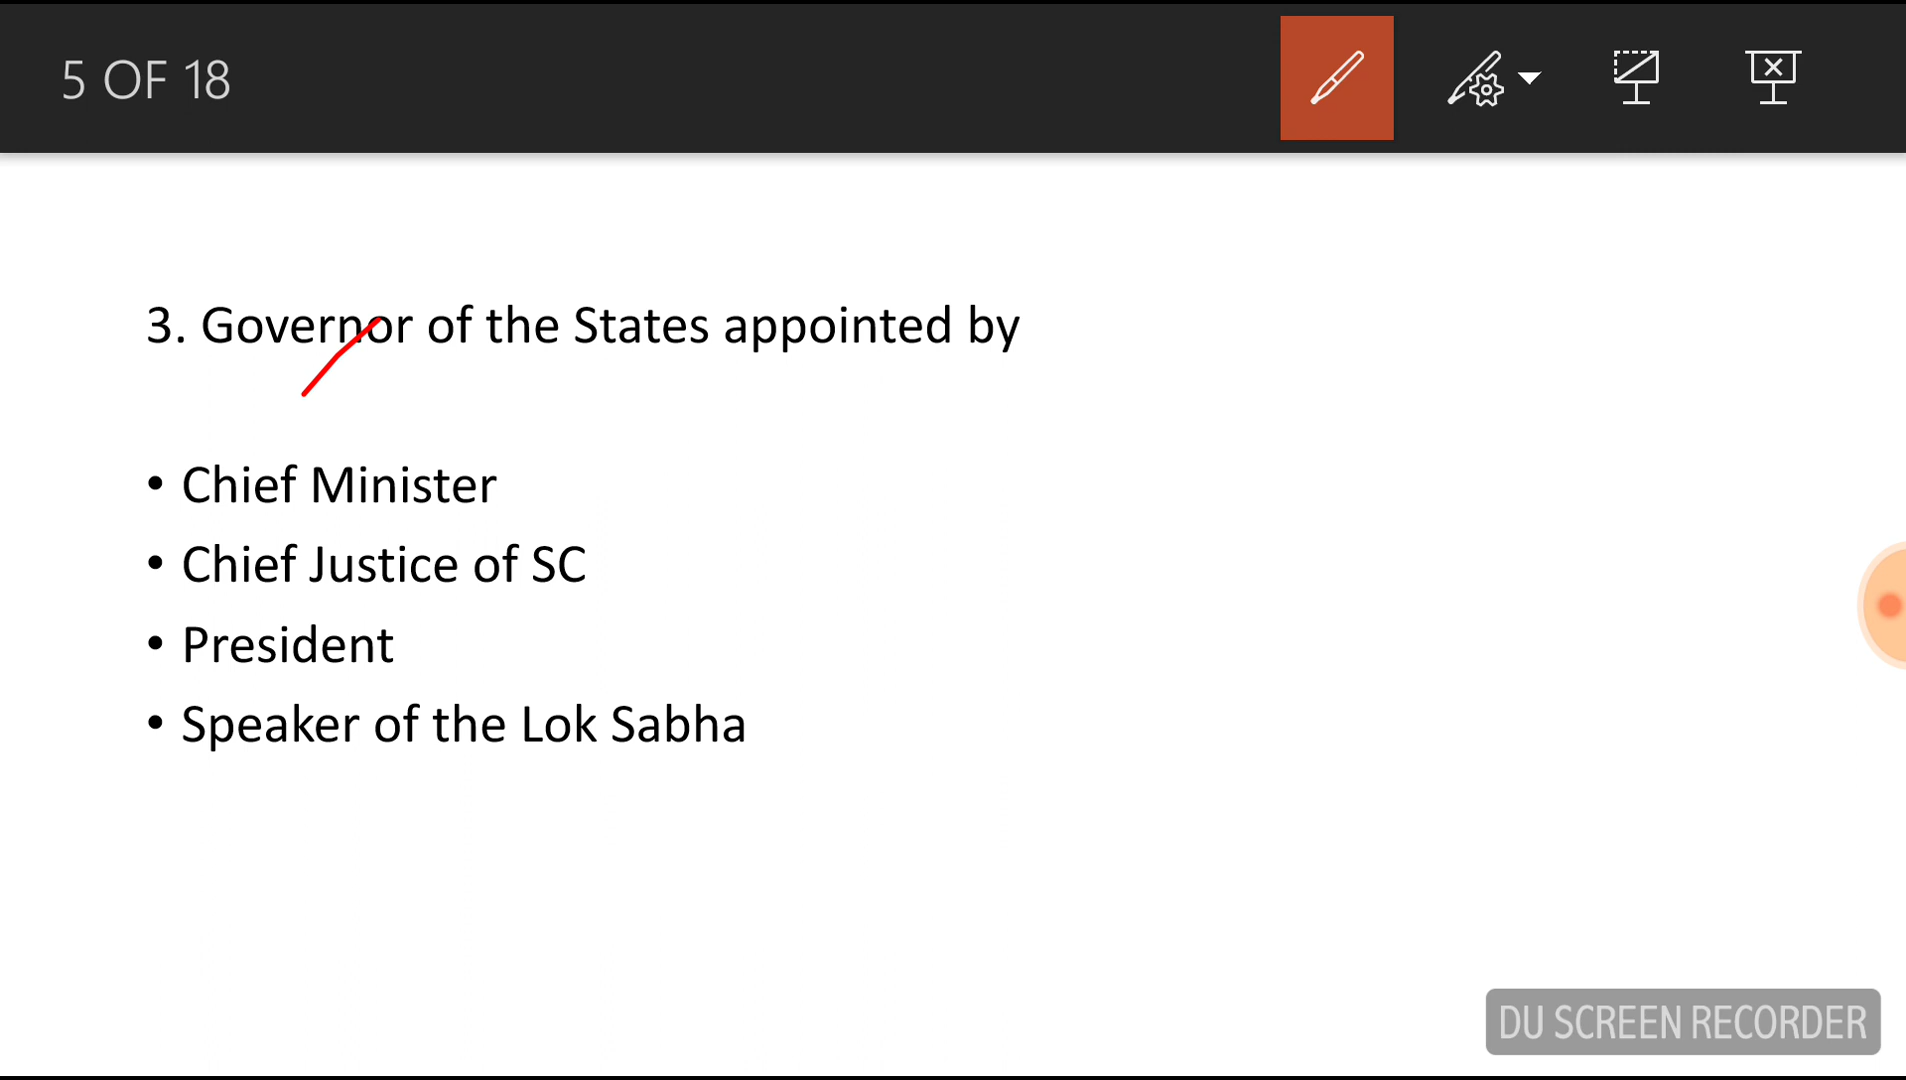 5 OF 18
3. Governor of the States appointed by
• Chief Minister
• Chief Justice of SC
• President
• Speaker of the Lok Sabha
DU SCREEN RECORDER